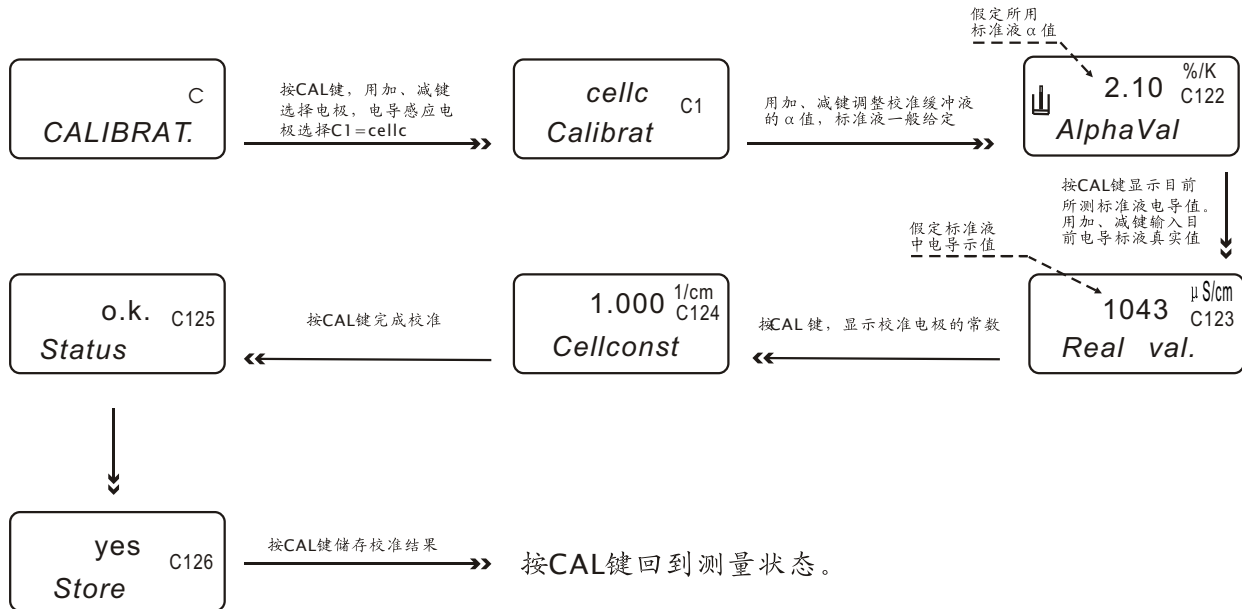 C
CALIBRAT.
按CAL键，用加、减键
选择电极，电导感应电
极选择C1=cellc
cellc
C1
Calibrat
用加、减键调整校准缓冲液
的α值，标准液一般给定
假定所用
标准液α值
2.10 %/K
C122
AlphaVal
按CAL键显示目前
所测标准液电导值。
用加、减键输入目
前电导标液真实值
假定标准液
中电导示值
1043 μS/cm
C123
Real val.
按CAL键，显示校准电极的常数
1.000 1/cm
C124
Cellconst
按CAL键完成校准
o.k. C125
Status
yes C126
Store
按CAL键储存校准结果
按CAL键回到测量状态。